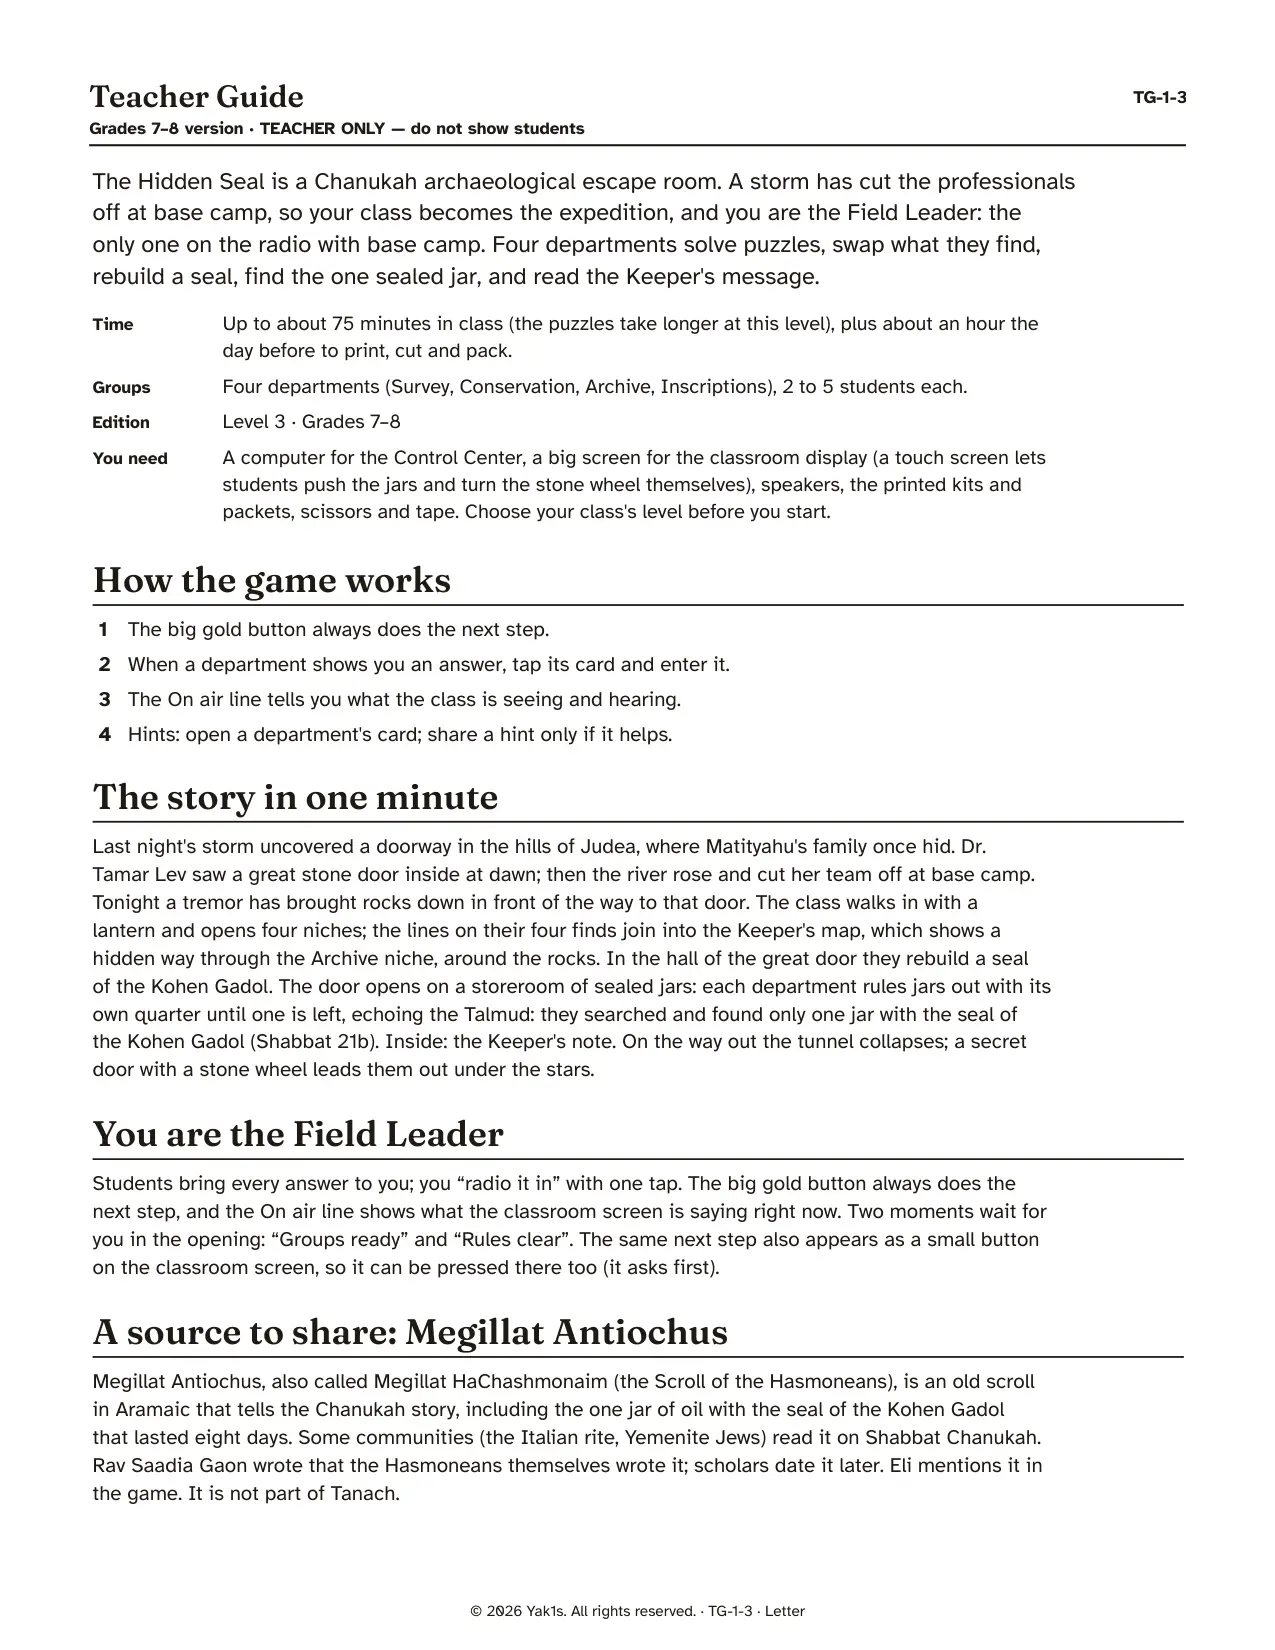 Teacher Guide
TG-1-3
Grades 7–8 version · TEACHER ONLY — do not show students
The Hidden Seal is a Chanukah archaeological escape room. A storm has cut the professionals
off at base camp, so your class becomes the expedition, and you are the Field Leader: the
only one on the radio with base camp. Four departments solve puzzles, swap what they find,
rebuild a seal, find the one sealed jar, and read the Keeper's message.
Time Up to about 75 minutes in class (the puzzles take longer at this level), plus about an hour the
day before to print, cut and pack.
Groups Four departments (Survey, Conservation, Archive, Inscriptions), 2 to 5 students each.
Edition Level 3 · Grades 7–8
You need A computer for the Control Center, a big screen for the classroom display (a touch screen lets
students push the jars and turn the stone wheel themselves), speakers, the printed kits and
packets, scissors and tape. Choose your class's level before you start.
How the game works
1 The big gold button always does the next step.
2 When a department shows you an answer, tap its card and enter it.
3 The On air line tells you what the class is seeing and hearing.
4 Hints: open a department's card; share a hint only if it helps.
The story in one minute
Last night's storm uncovered a doorway in the hills of Judea, where Matityahu's family once hid. Dr.
Tamar Lev saw a great stone door inside at dawn; then the river rose and cut her team off at base camp.
Tonight a tremor has brought rocks down in front of the way to that door. The class walks in with a
lantern and opens four niches; the lines on their four finds join into the Keeper's map, which shows a
hidden way through the Archive niche, around the rocks. In the hall of the great door they rebuild a seal
of the Kohen Gadol. The door opens on a storeroom of sealed jars: each department rules jars out with its
own quarter until one is left, echoing the Talmud: they searched and found only one jar with the seal of
the Kohen Gadol (Shabbat 21b). Inside: the Keeper's note. On the way out the tunnel collapses; a secret
door with a stone wheel leads them out under the stars.
You are the Field Leader
Students bring every answer to you; you “radio it in” with one tap. The big gold button always does the
next step, and the On air line shows what the classroom screen is saying right now. Two moments wait for
you in the opening: “Groups ready” and “Rules clear”. The same next step also appears as a small button
on the classroom screen, so it can be pressed there too (it asks first).
A source to share: Megillat Antiochus
Megillat Antiochus, also called Megillat HaChashmonaim (the Scroll of the Hasmoneans), is an old scroll
in Aramaic that tells the Chanukah story, including the one jar of oil with the seal of the Kohen Gadol
that lasted eight days. Some communities (the Italian rite, Yemenite Jews) read it on Shabbat Chanukah.
Rav Saadia Gaon wrote that the Hasmoneans themselves wrote it; scholars date it later. Eli mentions it in
the game. It is not part of Tanach.
© 2026 Yak1s. All rights reserved. · TG-1-3 · Letter